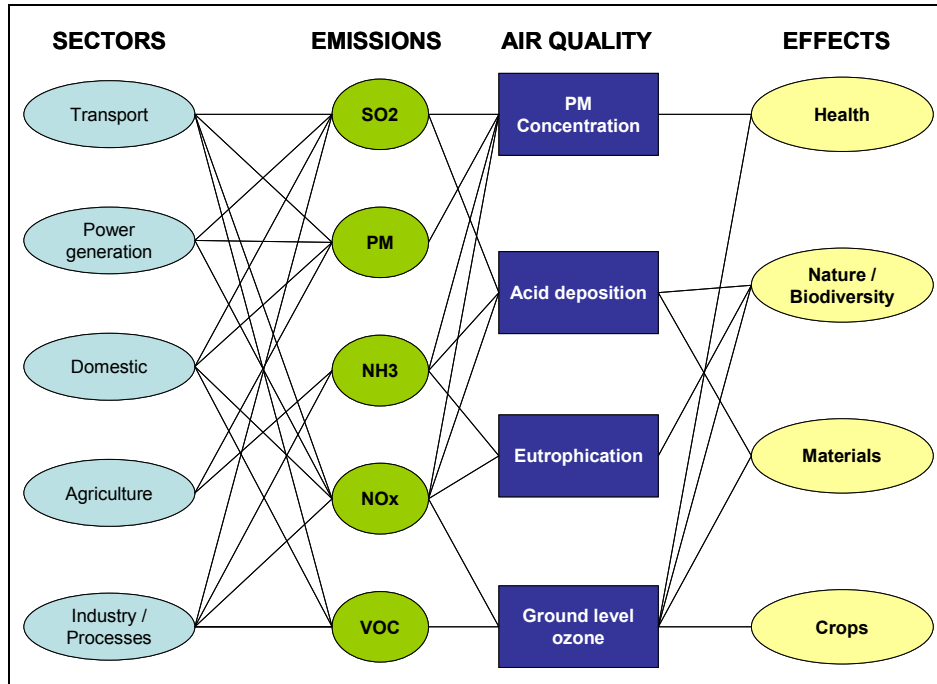 SECTORS
EMISSIONS
AIR QUALITY
EFFECTS
Transport
SO2
PM
Concentration
Health
Power
generation
PM
Acid deposition
Nature /
Biodiversity
Domestic
NH3
Eutrophication
Materials
Agriculture
NOx
Industry /
Processes
VOC
Ground level
ozone
Crops